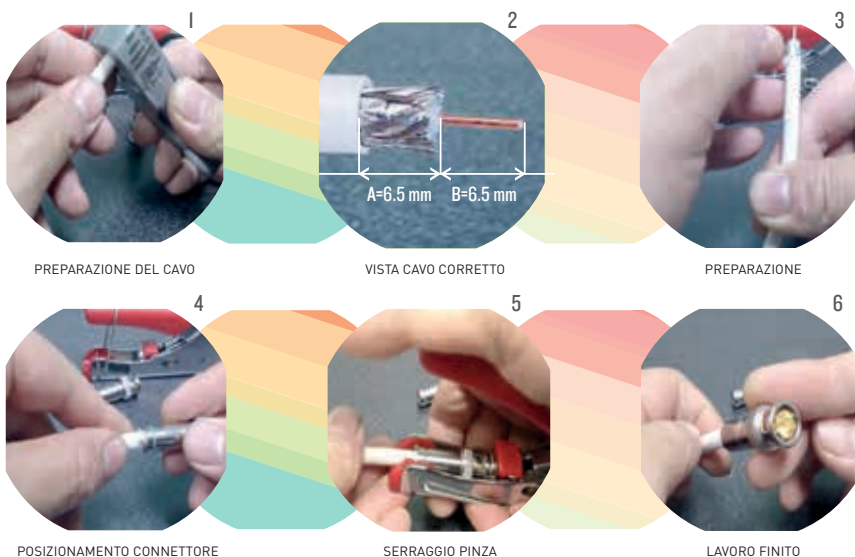 1
2
3
A=6.5 mm B=6.5 mm
PREPARAZIONE DEL CAVO
VISTA CAVO CORRETTO
PREPARAZIONE
4
5
6
POSIZIONAMENTO CONNETTORE
SERRAGGIO PINZA
LAVORO FINITO